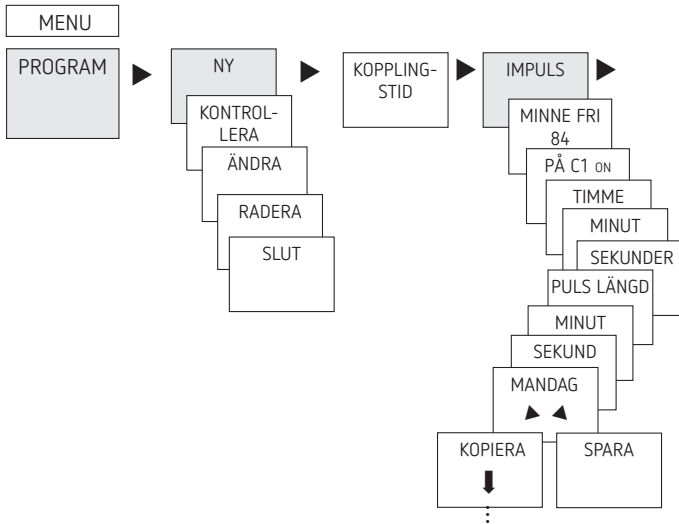 MENU
PROGRAM
NY
KONTROL-
LERA
ÄNDRA
RADERA
SLUT
KOPPLING-
STID
IMPULS
MINNE FRI
84
PÅ C1 ON
TIMME
MINUT
SEKUNDER
PULS LÄNGD
MINUT
SEKUND
MANDAG
KOPIERA
SPARA